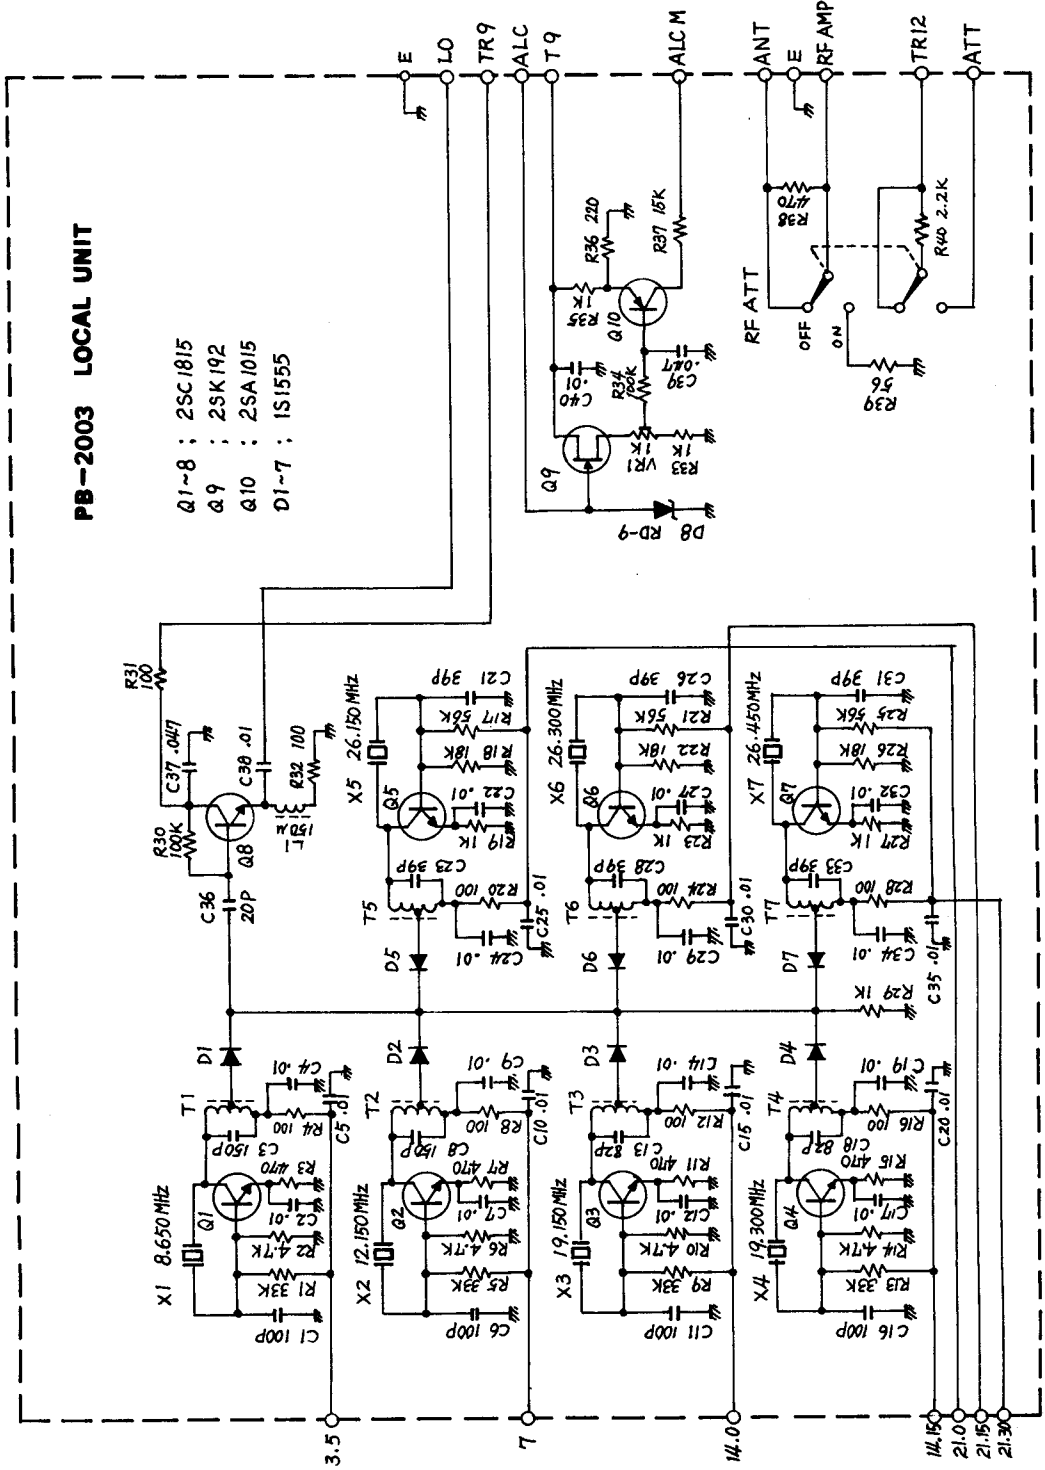 PB-2003 LOCAL UNIT
Q1~8 ; 2SC1815
Q9 ; 2SK192
Q10 ; 2SA1015
D1~7 ; 1S1555
E
LO
TR9
ALC
T9
ALC M
ANT
E
RF AMP
TR12
ATT
R31
100
C37 .047
R30
100K
Q8
C36
20P
C38 .01
R32 100
L1
150μ
R36 220
R35
1K
Q10
R37 15K
C40
.01
R34
100K
C39
.047
Q9
VR1
1K
R33
1K
D8
RD-9
RF ATT
OFF
ON
R38
470
R39
56
R40 2.2K
X1 8.650MHz
Q1
T1
D1
C1 100P
R1 33K
R2 4.7K
C2 .01
R3 470
C3
150P
C4 .01
R4
100
C5 .01
3.5
X2 12.150MHz
Q2
T2
D2
C6 100P
R5 33K
R6 4.7K
C7 .01
R7 470
C8
150P
C9 .01
R8
100
C10 .01
7
X3 19.150MHz
Q3
T3
D3
C11 100P
R9 33K
R10 4.7K
C12 .01
R11 470
C13
82P
C14 .01
R12
100
C15 .01
14.0
X4 19.300MHz
Q4
T4
D4
C16 100P
R13 33K
R14 4.7K
C17 .01
R15 470
C18
82P
C19 .01
R16
100
C20 .01
14.15
X5 26.150MHz
Q5
T5
D5
C21
39P
R17
56K
R18
18K
C22 .01
R19
1K
C23 39P
R20
100
C24 .01
C25 .01
21.0
X6 26.300MHz
Q6
T6
D6
C26
39P
R21
56K
R22
18K
C27 .01
R23
1K
C28 39P
R24
100
C29 .01
C30 .01
21.15
X7 26.450MHz
Q7
T7
D7
C31
39P
R25
56K
R26
18K
C32 .01
R27
1K
C33 39P
R28
100
C34 .01
C35 .01
R29 1K
21.30